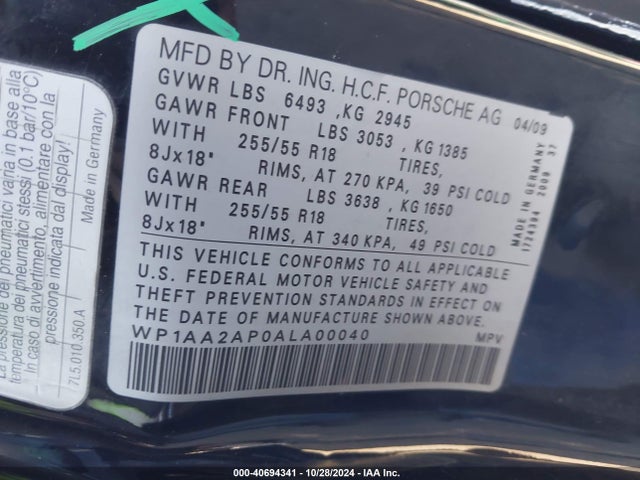 MFD BY DR. ING. H.C.F. PORSCHE AG 04/09
GVWR LBS 6493 ,KG 2945
GAWR FRONT LBS 3053 , KG 1385
WITH 255/55 R18 TIRES,
8Jx18" RIMS, AT 270 KPA, 39 PSI COLD
GAWR REAR LBS 3638 , KG 1650
WITH 255/55 R18 TIRES,
8Jx18" RIMS, AT 340 KPA, 49 PSI COLD
THIS VEHICLE CONFORMS TO ALL APPLICABLE
U.S. FEDERAL MOTOR VEHICLE SAFETY AND
THEFT PREVENTION STANDARDS IN EFFECT ON
THE DATE OF MANUFACTURE SHOWN ABOVE
WP1AA2AP0ALA00040 MPV
MADE IN GERMANY
1724394 2009 37
La pressione dei pneumatici varia in base alla
temperatura dei pneumatici stessi (0.1 bar/10°C)
In caso di avvertimento, alimentare con la
pressione indicata dal display!
Made in Germany
7L5.010.350.A
000-40694341 | 10/28/2024 | IAA Inc.